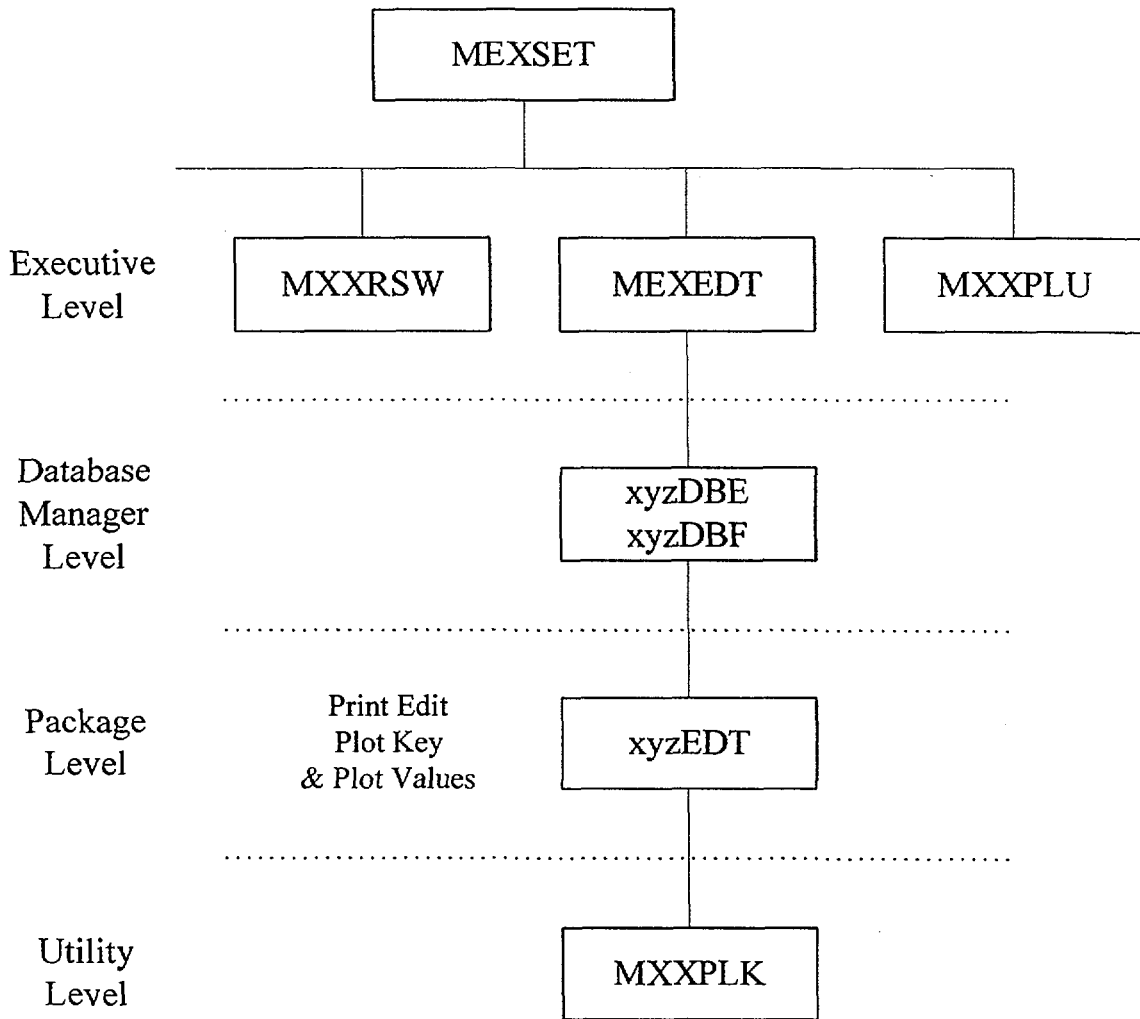 MEXSET
Executive
Level
MXXRSW
MEXEDT
MXXPLU
Database
Manager
Level
xyzDBE
xyzDBF
Package
Level
Print Edit
Plot Key
& Plot Values
xyzEDT
Utility
Level
MXXPLK